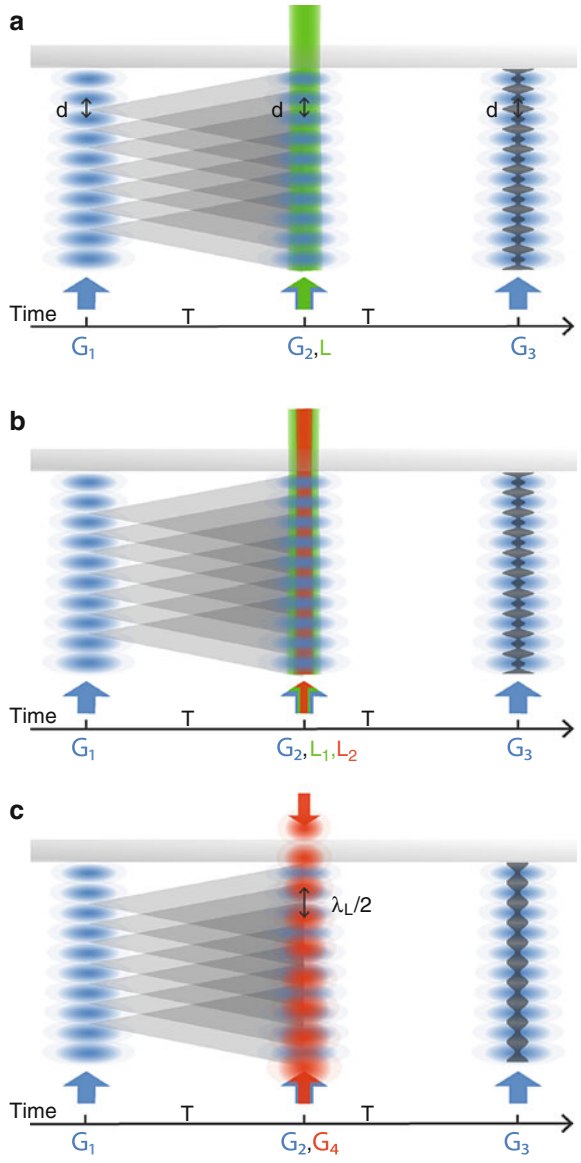 a
d d d
Time T T
G₁ G₂,L G₃
b
Time T T
G₁ G₂,L₁,L₂ G₃
c
λL/2
Time T T
G₁ G₂,G₄ G₃